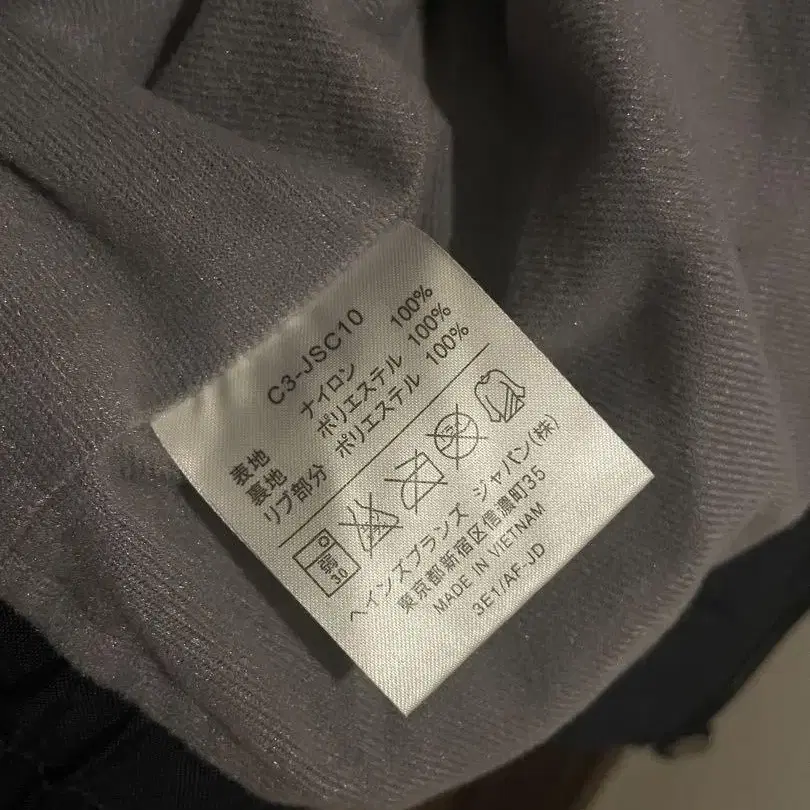 C3-JSC10
表地 ナイロン 100%
裏地 ポリエステル 100%
リブ部分 ポリエステル 100%
弱
30
ヘインズブランズ ジャパン(株)
東京都新宿区信濃町35
MADE IN VIETNAM
3E1/AF-JD